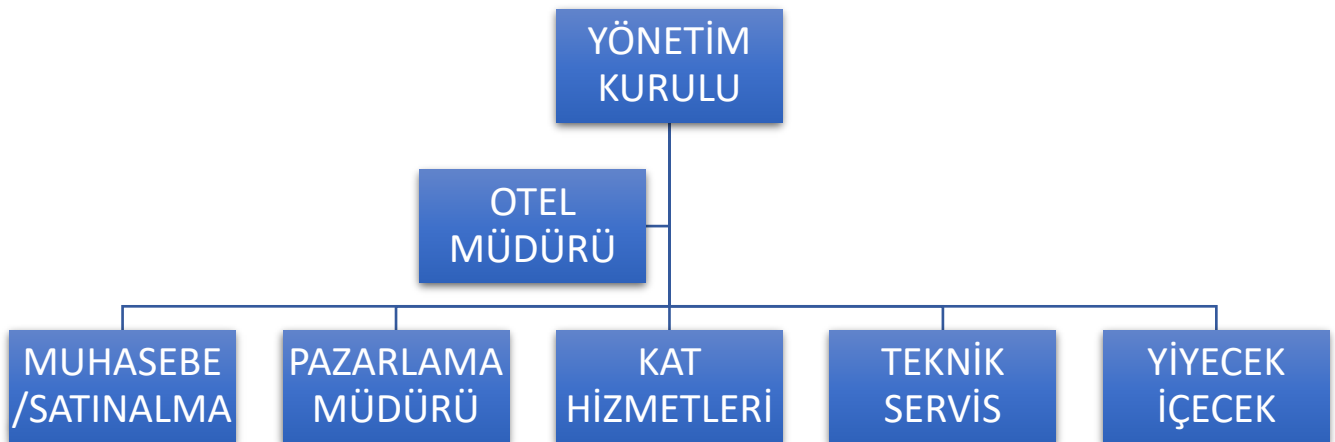 YÖNETİM
KURULU
OTEL
MÜDÜRÜ
MUHASEBE
/SATINALMA
PAZARLAMA
MÜDÜRÜ
KAT
HİZMETLERİ
TEKNİK
SERVİS
YİYECEK
İÇECEK